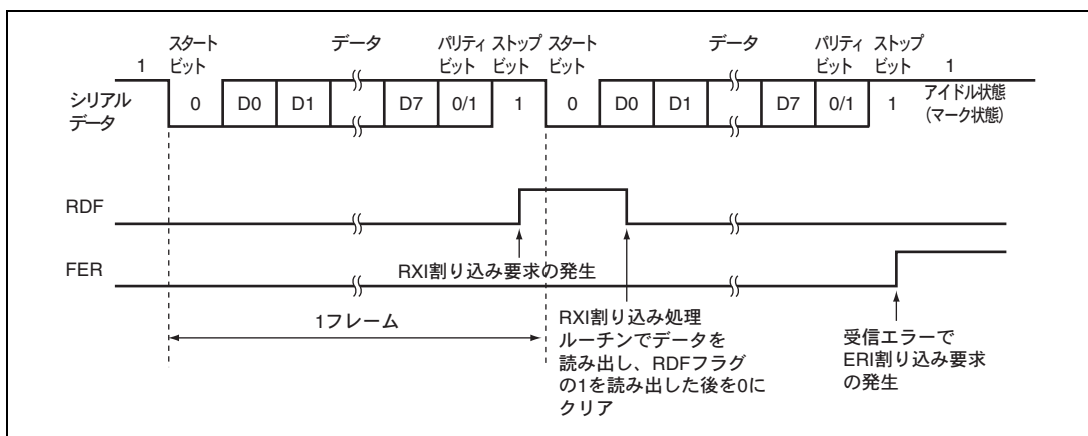 スタート
ビット
データ
パリティ
ビット
ストップ
ビット
スタート
ビット
データ
パリティ
ビット
ストップ
ビット
1
1
シリアル
データ
0
D0
D1
D7
0/1
1
0
D0
D1
D7
0/1
1
アイドル状態
(マーク状態)
RDF
RXI割り込み要求の発生
FER
1フレーム
RXI割り込み処理
ルーチンでデータを
読み出し、RDFフラグ
の1を読み出した後を0に
クリア
受信エラーで
ERI割り込み要求
の発生